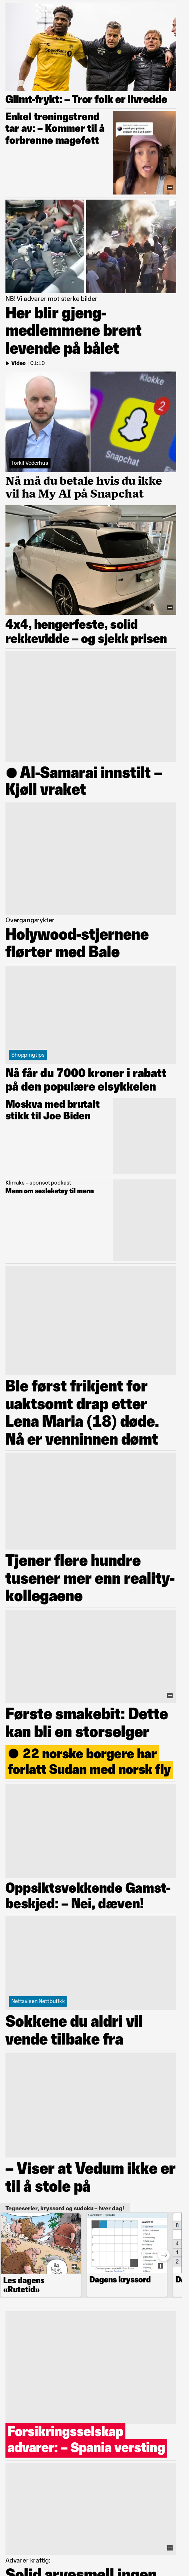 Glimt-frykt: – Tror folk er livredde
Enkel treningstrend
tar av: – Kommer til å
forbrenne magefett
NB! Vi advarer mot sterke bilder
Her blir gjeng-
medlemmene brent
levende på bålet
Video | 01:10
Torkil Vederhus
Klokke
2
Snapchat
Nå må du betale hvis du ikke
vil ha My AI på Snapchat
4x4, hengerfeste, solid
rekkevidde – og sjekk prisen
● Al-Samarai innstilt –
Kjøll vraket
Overgangarykter
Holywood-stjernene
flørter med Bale
Shoppingtips
Nå får du 7000 kroner i rabatt
på den populære elsykkelen
Moskva med brutalt
stikk til Joe Biden
Klimaks – sponset podkast
Menn om sexleketøy til menn
Ble først frikjent for
uaktsomt drap etter
Lena Maria (18) døde.
Nå er venninnen dømt
Tjener flere hundre
tusener mer enn reality-
kollegaene
Første smakebit: Dette
kan bli en storselger
● 22 norske borgere har
forlatt Sudan med norsk fly
Oppsiktsvekkende Gamst-
beskjed: – Nei, dæven!
Nettavisen Nettbutikk
Sokkene du aldri vil
vende tilbake fra
– Viser at Vedum ikke er
til å stole på
Tegneserier, kryssord og sudoku – hver dag!
Les dagens
«Rutetid»
Dagens kryssord
8
4
1
2
Forsikringsselskap
advarer: – Spania versting
Advarer kraftig:
Solid arvesmell ingen